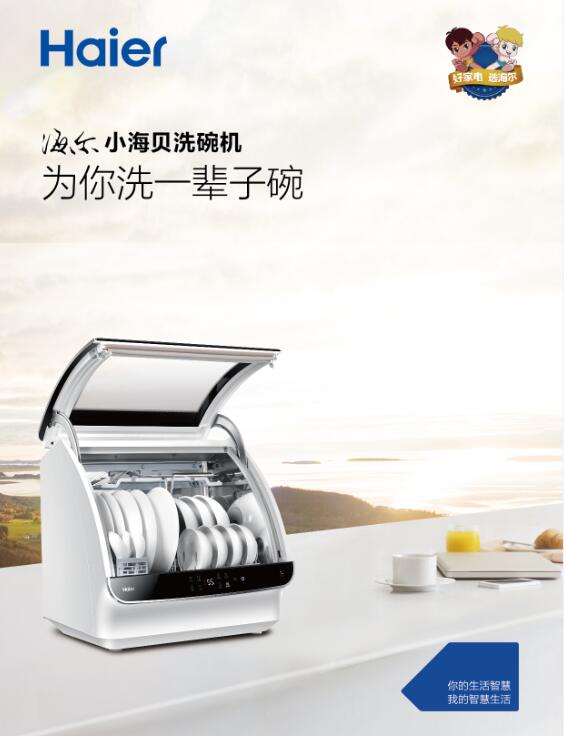 Haier
好家电 选海尔
海尔 小海贝洗碗机
为你洗一辈子碗
Haier
你的生活智慧
我的智慧生活